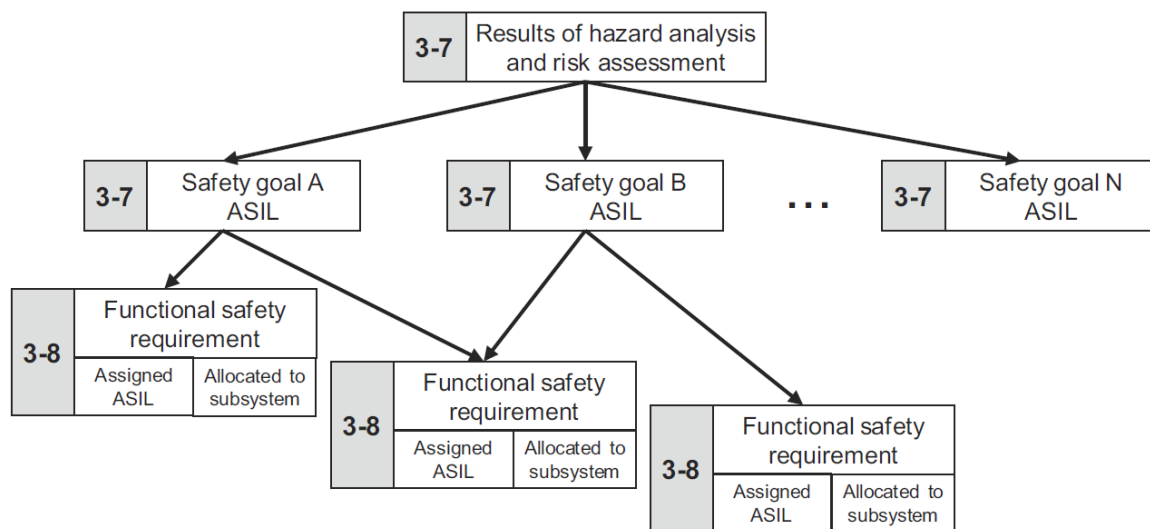 3-7
Results of hazard analysis
and risk assessment
3-7
Safety goal A
ASIL
3-7
Safety goal B
ASIL
...
3-7
Safety goal N
ASIL
3-8
Functional safety
requirement
Assigned
ASIL
Allocated to
subsystem
3-8
Functional safety
requirement
Assigned
ASIL
Allocated to
subsystem
3-8
Functional safety
requirement
Assigned
ASIL
Allocated to
subsystem